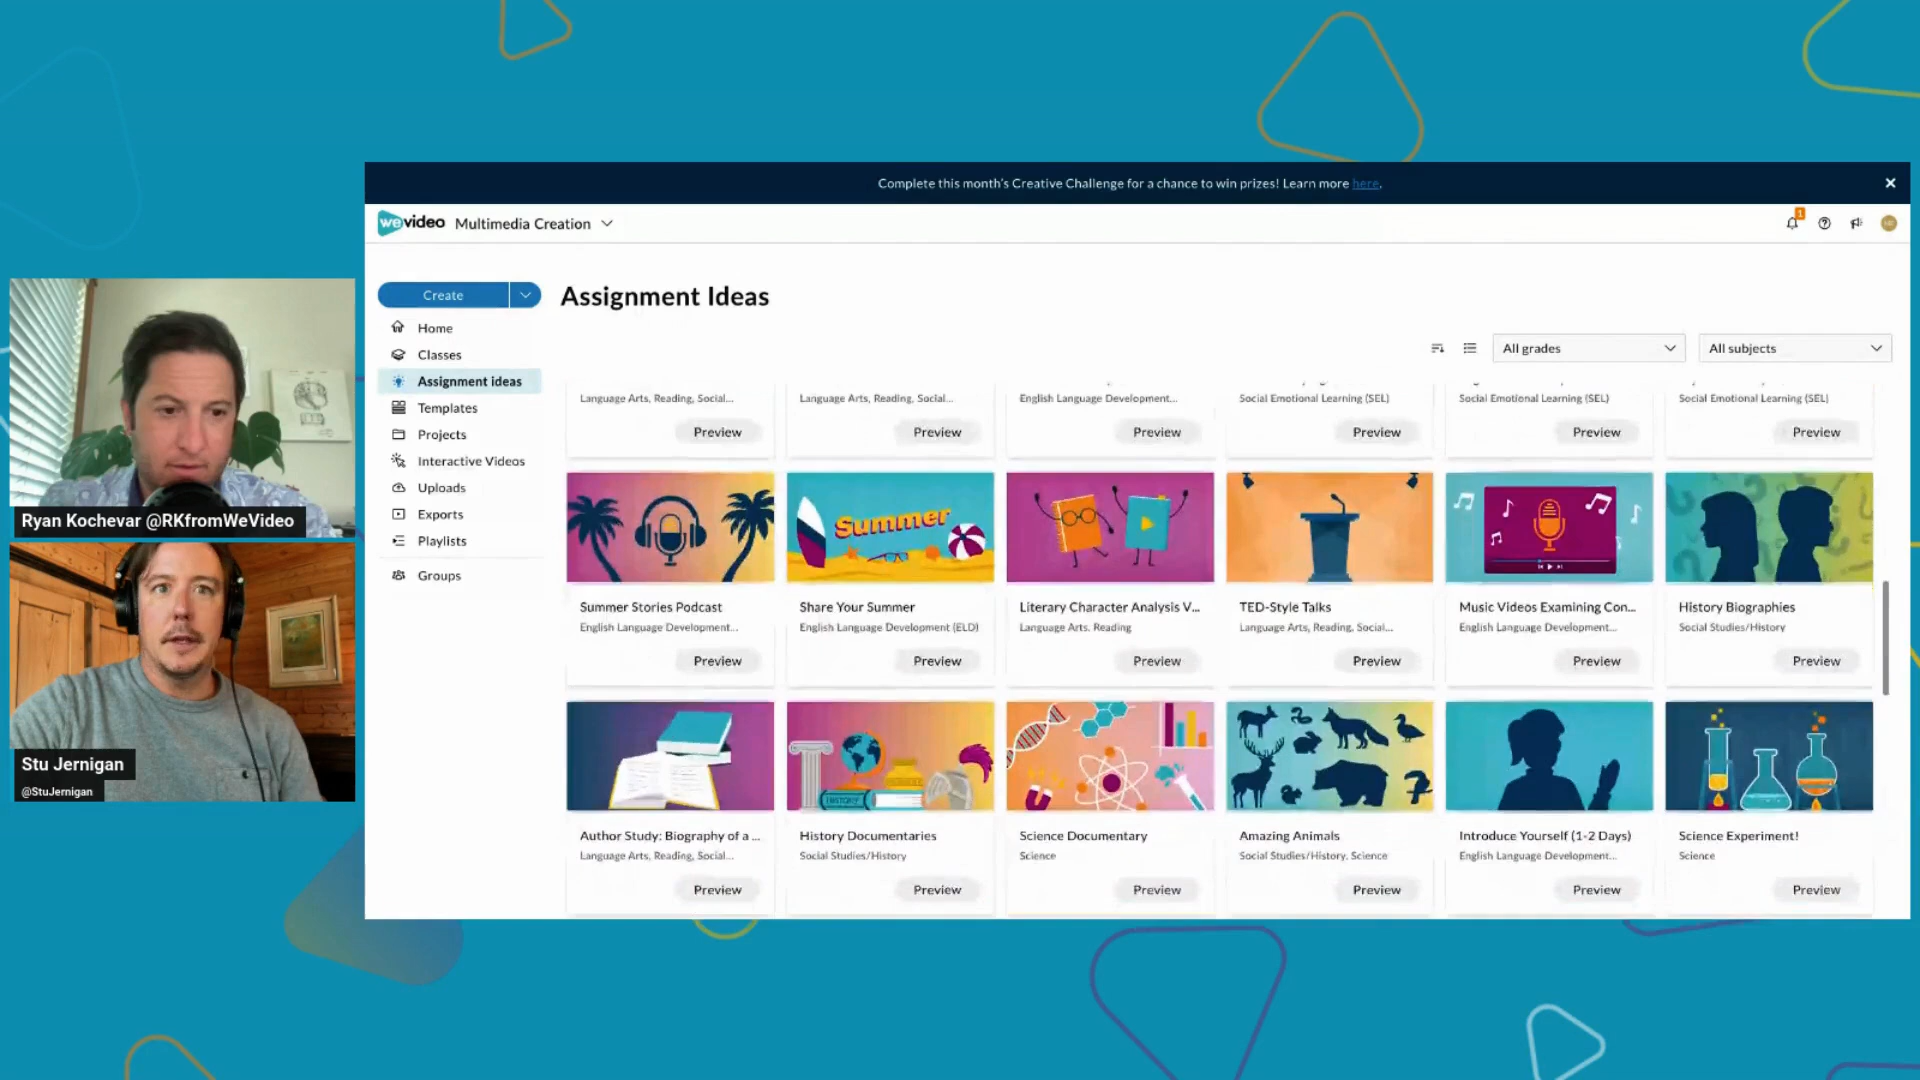 Complete this month's Creative Challenge for a chance to win prizes! Learn more here.
wevideo Multimedia Creation
1
Create
Assignment Ideas
Home
Classes
All grades
All subjects
Assignment ideas
Templates
Projects
Interactive Videos
Uploads
Exports
Playlists
Groups
Language Arts, Reading, Social...
Language Arts, Reading, Social...
English Language Development...
Social Emotional Learning (SEL)
Social Emotional Learning (SEL)
Social Emotional Learning (SEL)
Preview
Preview
Preview
Preview
Preview
Preview
Summer
Summer Stories Podcast
Share Your Summer
Literary Character Analysis V...
TED-Style Talks
Music Videos Examining Con...
History Biographies
English Language Development...
English Language Development (ELD)
Language Arts, Reading
Language Arts, Reading, Social...
English Language Development...
Social Studies/History
Preview
Preview
Preview
Preview
Preview
Preview
HISTORY
Author Study: Biography of a ...
History Documentaries
Science Documentary
Amazing Animals
Introduce Yourself (1-2 Days)
Science Experiment!
Language Arts, Reading, Social...
Social Studies/History
Science
Social Studies/History, Science
English Language Development...
Science
Preview
Preview
Preview
Preview
Preview
Preview
Ryan Kochevar @RKfromWeVideo
Stu Jernigan
@StuJernigan